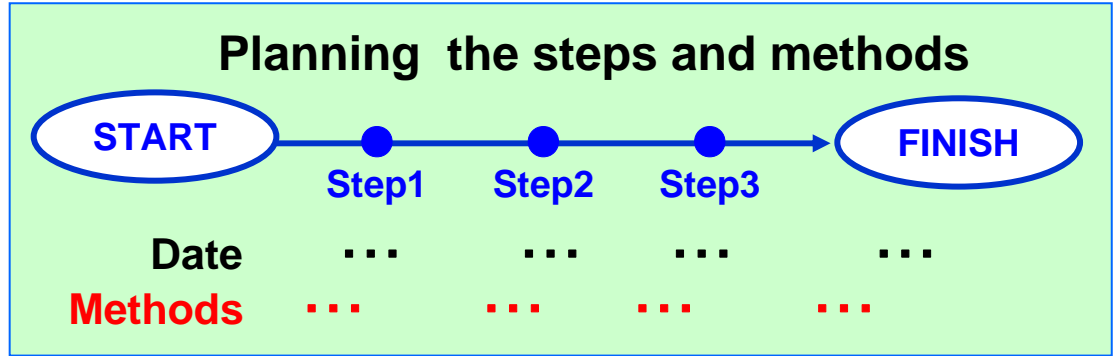 Planning the steps and methods
START FINISH
Step1 Step2 Step3
Date ... ... ... ...
Methods ... ... ... ...